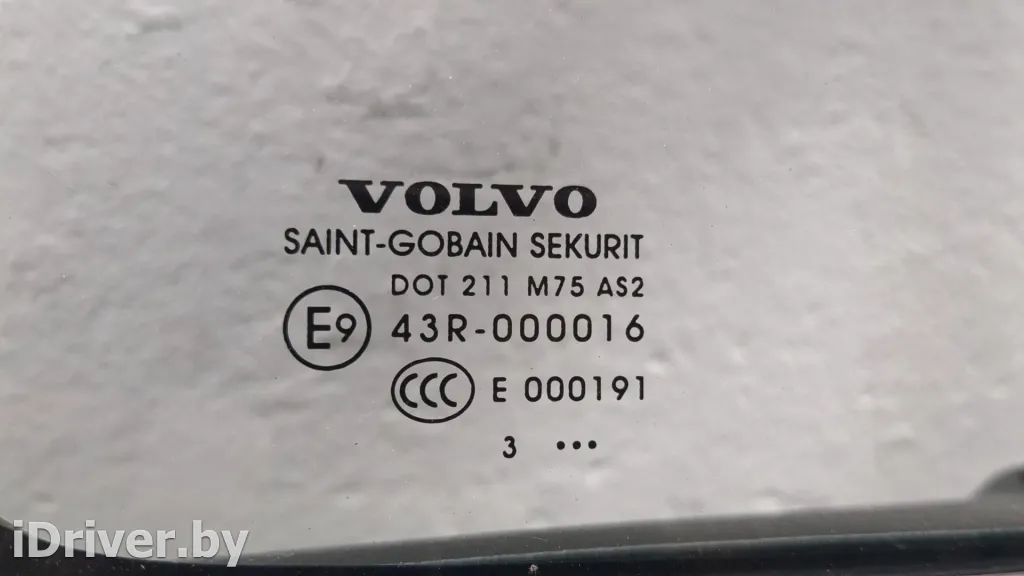 VOLVO
SAINT-GOBAIN SEKURIT
DOT 211 M75 AS2
E9 43R-000016
CCC E 000191
3 •••
iDriver.by